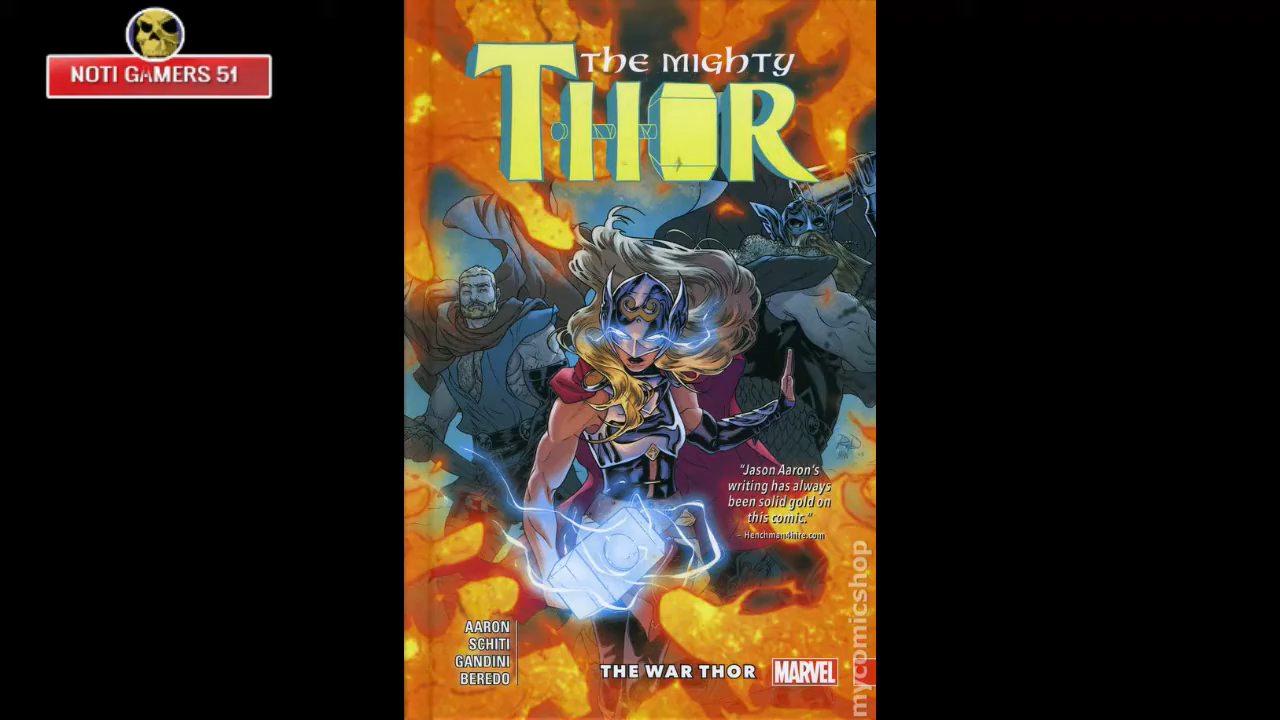 NOTI GAMERS 51
THE MIGHTY
THOR
"Jason Aaron's
writing has always
been solid gold on
this comic."
– Henchman4hire.com
AARON
SCHITI
GANDINI
BEREDO
THE WAR THOR
MARVEL
mycomicshop